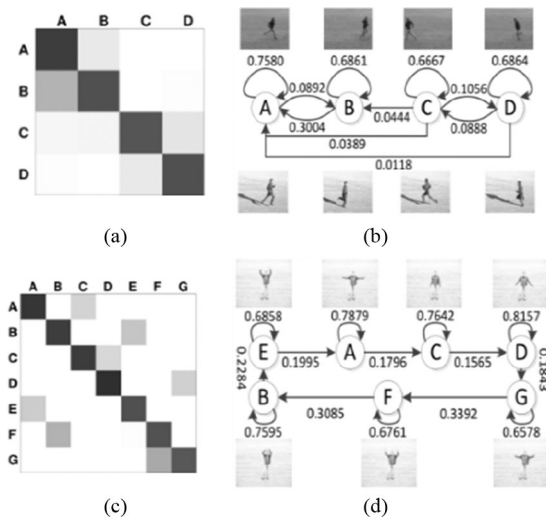 A B C D
A
B
C
D
(a)
0.7580 0.6861 0.6667 0.6864
0.0892 0.1056
A B C D
0.3004 0.0444 0.0888
0.0389
0.0118
(b)
A B C D E F G
A
B
C
D
E
F
G
(c)
0.6858 0.7879 0.7642 0.8157
E A C D
0.1995 0.1796 0.1565
0.2284 0.1843
B F G
0.3085 0.3392
0.7595 0.6761 0.6578
(d)